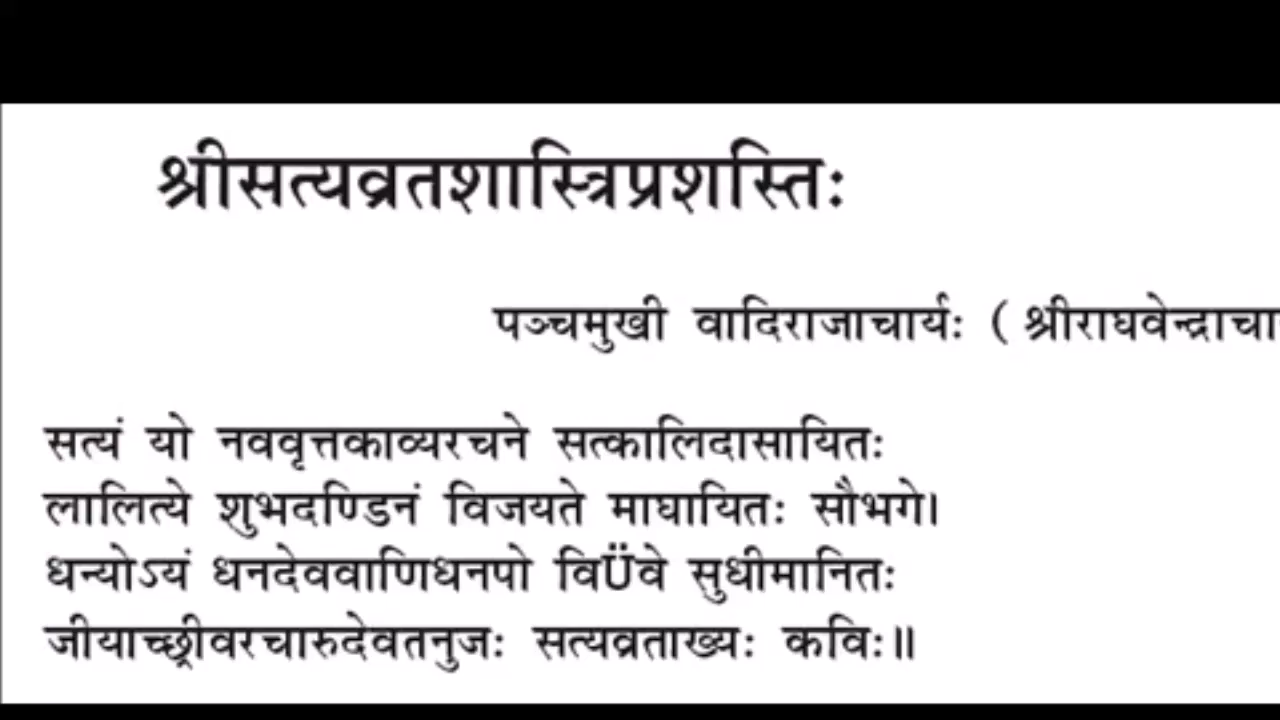 श्रीसत्यव्रतशास्त्रिप्रशस्तिः
पञ्चमुखी वादिराजाचार्यः ( श्रीराघवेन्द्राचा
सत्यं यो नववृत्तकाव्यरचने सत्कालिदासायितः
लालित्ये शुभदण्डिनं विजयते माघायितः सौभगे।
धन्योऽयं धनदेववाणिधनपो विÜवे सुधीमानितः
जीयाच्छ्रीवरचारुदेवतनुजः सत्यव्रताख्यः कविः॥